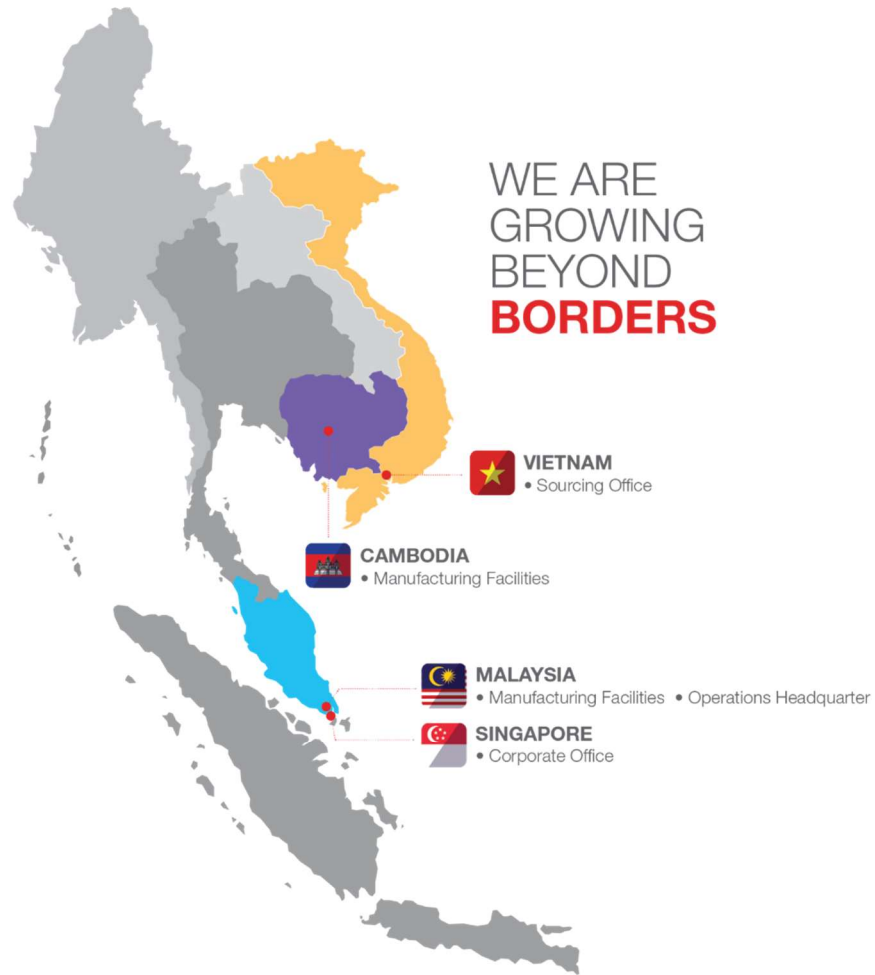 WE ARE
GROWING
BEYOND
BORDERS
VIETNAM
• Sourcing Office
CAMBODIA
• Manufacturing Facilities
MALAYSIA
• Manufacturing Facilities • Operations Headquarter
SINGAPORE
• Corporate Office